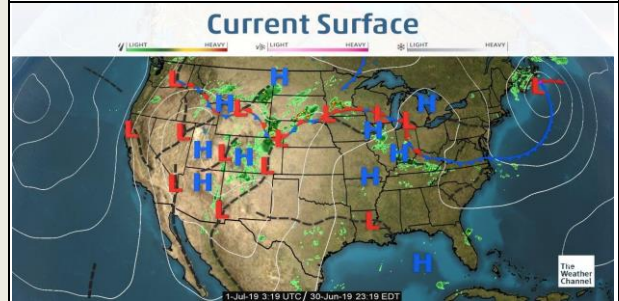 Current Surface
LIGHT HEAVY LIGHT HEAVY LIGHT HEAVY
L H H L H L L L H
L L L H L
H L H L H L
L H H
L L
H
The
Weather
Channel
1-Jul-19 3:19 UTC / 30-Jun-19 23:19 EDT